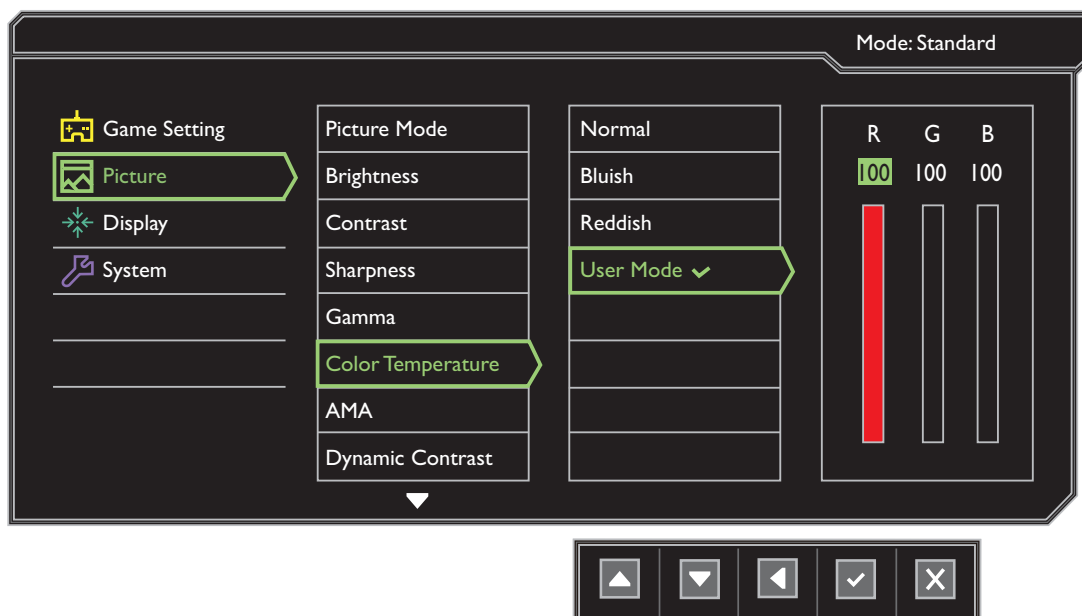 Mode: Standard
Game Setting
Picture
Display
System
Picture Mode
Brightness
Contrast
Sharpness
Gamma
Color Temperature
AMA
Dynamic Contrast
Normal
Bluish
Reddish
User Mode
R G B
100 100 100